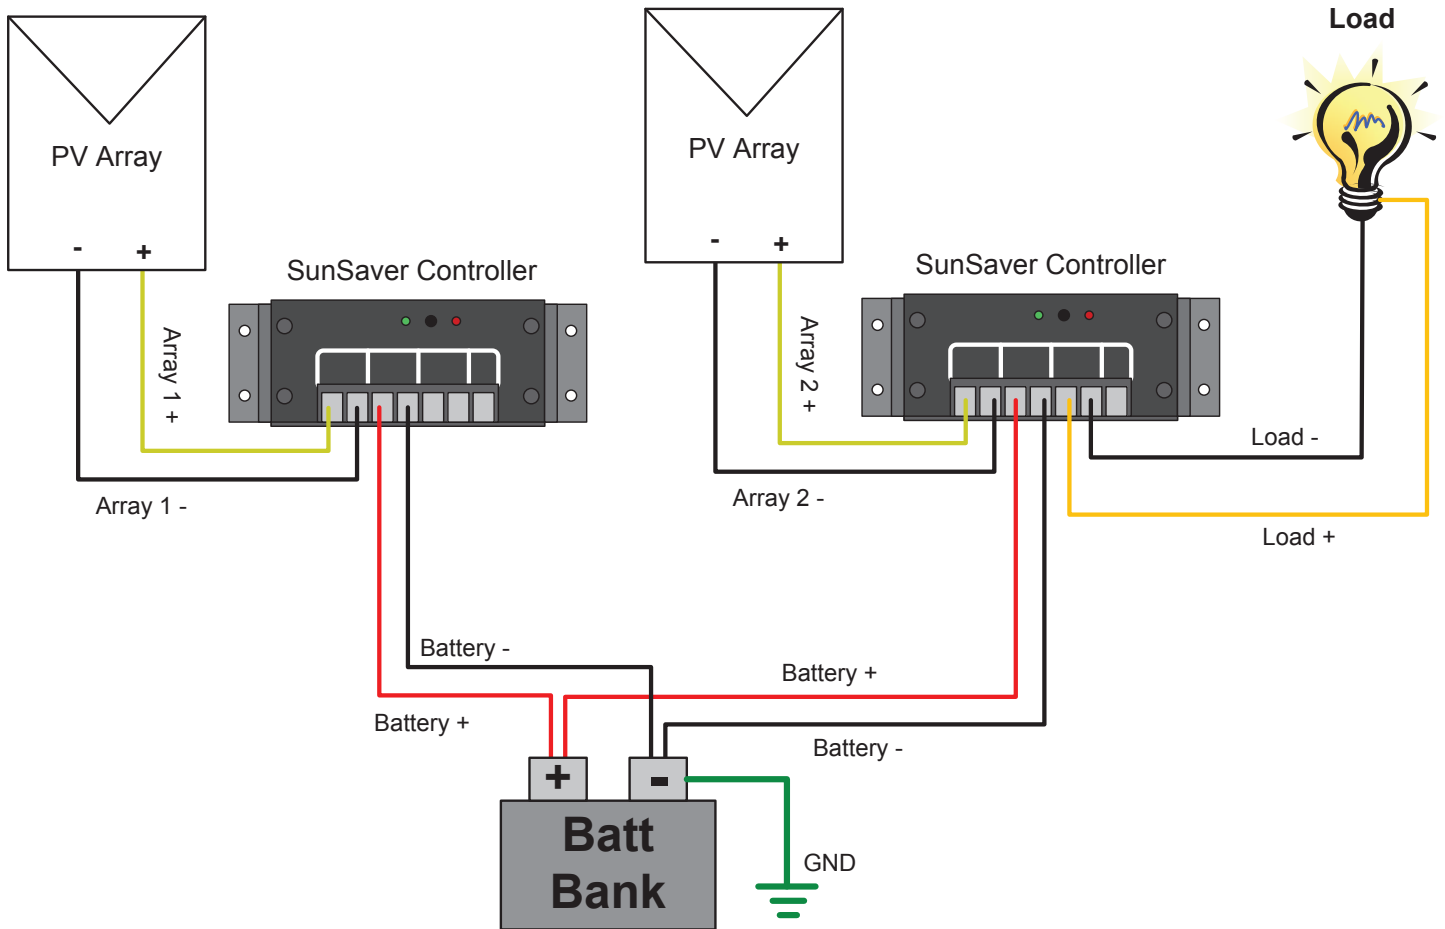 Load
PV Array
- +
PV Array
- +
SunSaver Controller
SunSaver Controller
Array 1 +
Array 2 +
Load -
Array 1 -
Array 2 -
Load +
Battery -
Battery +
Battery +
Battery -
+ -
Batt
Bank
GND